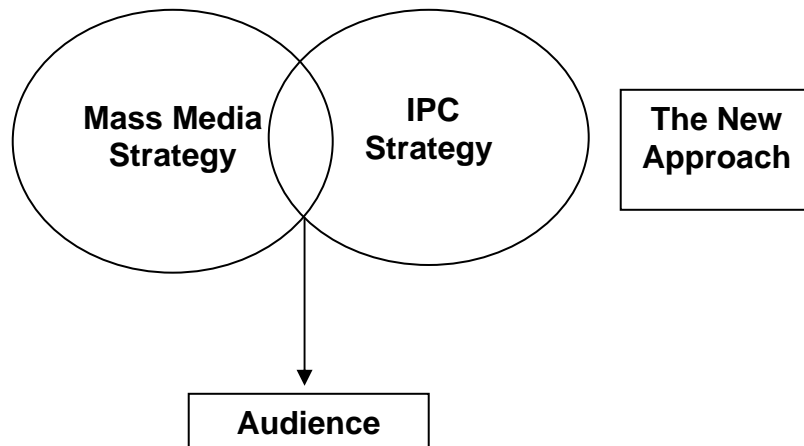 Mass Media
Strategy
IPC
Strategy
The New
Approach
Audience